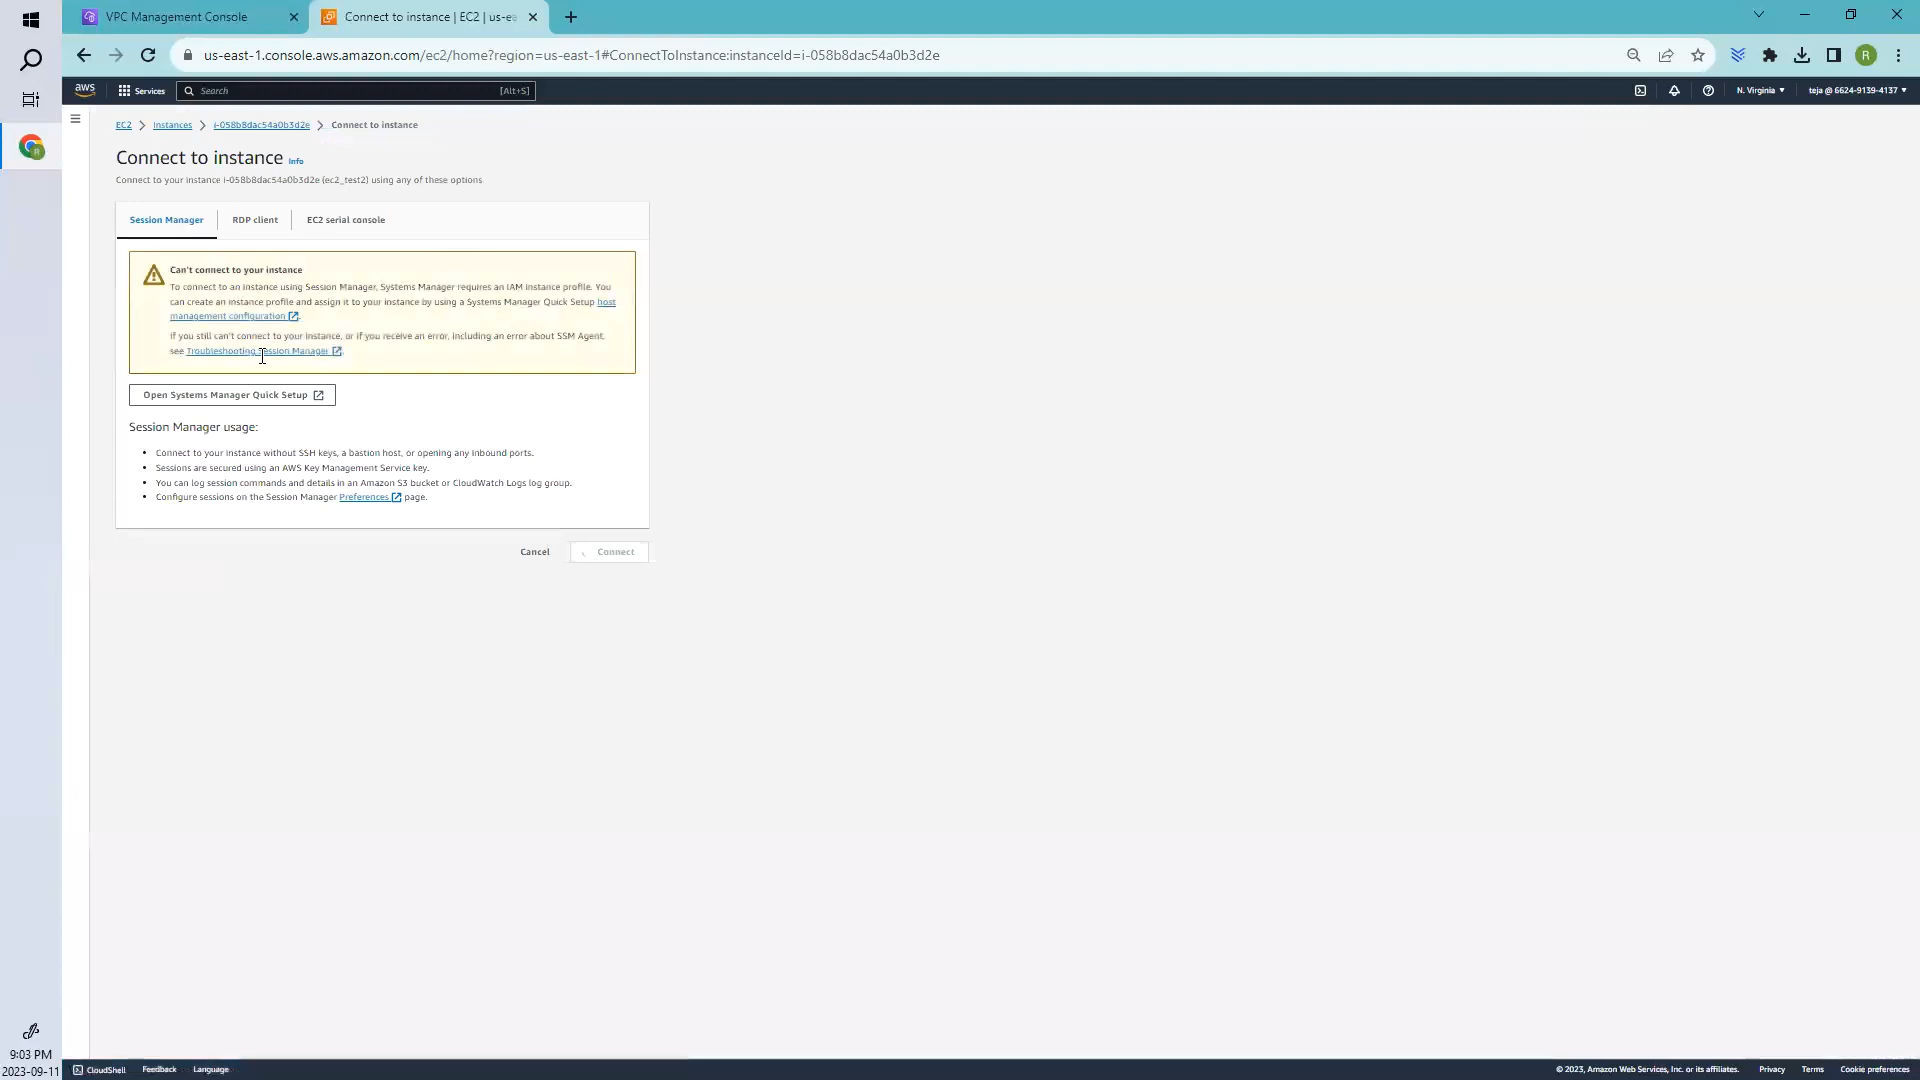 VPC Management Console
Connect to instance | EC2 | us-e
us-east-1.console.aws.amazon.com/ec2/home?region=us-east-1#ConnectToInstance:instanceId=i-058b8dac54a0b3d2e
R
aws
Services
Search
[Alt+S]
N. Virginia
teja @ 6624-9139-4137
EC2
Instances
i-058b8dac54a0b3d2e
Connect to instance
Connect to instance Info
Connect to your instance i-058b8dac54a0b3d2e (ec2_test2) using any of these options
Session Manager
RDP client
EC2 serial console
Can't connect to your instance
To connect to an instance using Session Manager, Systems Manager requires an IAM instance profile. You
can create an instance profile and assign it to your instance by using a Systems Manager Quick Setup host
management configuration.
If you still can't connect to your instance, or if you receive an error, including an error about SSM Agent,
see Troubleshooting Session Manager.
Open Systems Manager Quick Setup
Session Manager usage:
• Connect to your instance without SSH keys, a bastion host, or opening any inbound ports.
• Sessions are secured using an AWS Key Management Service key.
• You can log session commands and details in an Amazon S3 bucket or CloudWatch Logs log group.
• Configure sessions on the Session Manager Preferences page.
Cancel
Connect
9:03 PM
2023-09-11
CloudShell
Feedback
Language
© 2023, Amazon Web Services, Inc. or its affiliates.
Privacy
Terms
Cookie preferences